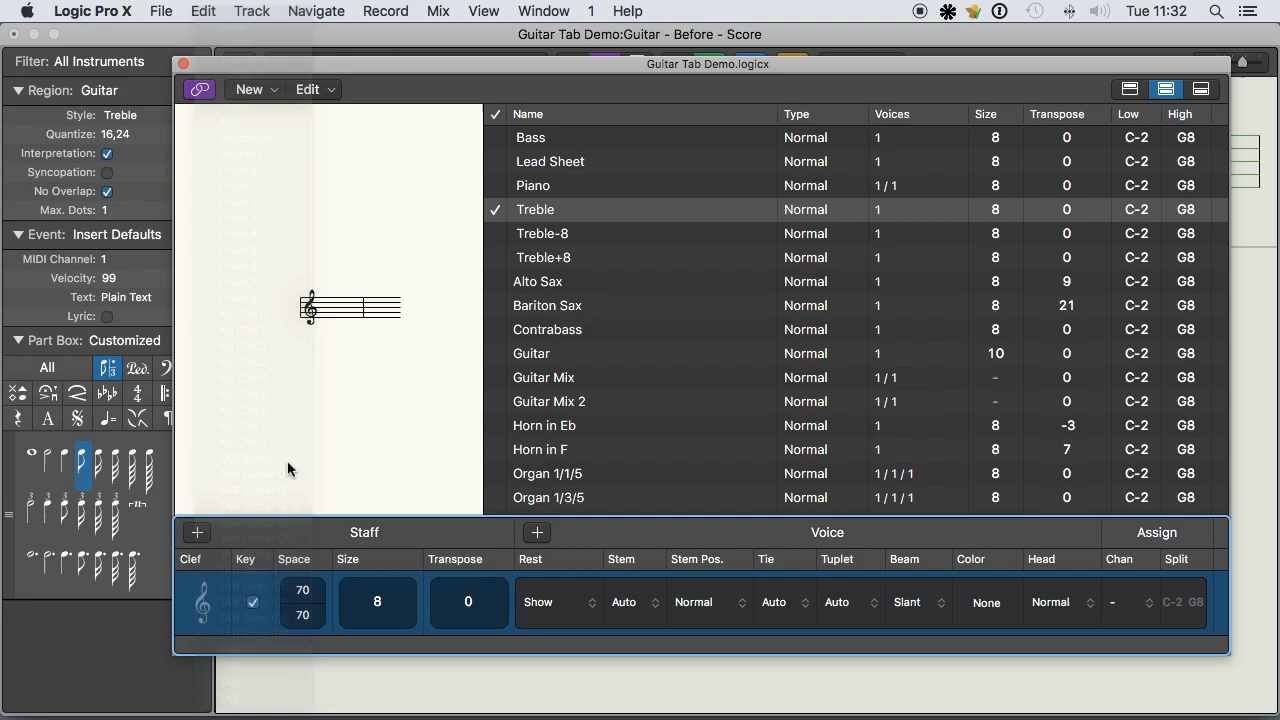 Logic Pro X File Edit Track Navigate Record Mix View Window 1 Help Tue 11:32
Guitar Tab Demo:Guitar - Before - Score
Filter: All Instruments
Guitar Tab Demo.logicx
Region: Guitar
New Edit
Style: Treble
Quantize: 16,24
Interpretation:
Syncopation:
No Overlap:
Max. Dots: 1
Event: Insert Defaults
MIDI Channel: 1
Velocity: 99
Text: Plain Text
Lyric:
Part Box: Customized
All
Name Type Voices Size Transpose Low High
Bass Normal 1 8 0 C-2 G8
Lead Sheet Normal 1 8 0 C-2 G8
Piano Normal 1 / 1 8 0 C-2 G8
Treble Normal 1 8 0 C-2 G8
Treble-8 Normal 1 8 0 C-2 G8
Treble+8 Normal 1 8 0 C-2 G8
Alto Sax Normal 1 8 9 C-2 G8
Bariton Sax Normal 1 8 21 C-2 G8
Contrabass Normal 1 8 0 C-2 G8
Guitar Normal 1 10 0 C-2 G8
Guitar Mix Normal 1 / 1 - 0 C-2 G8
Guitar Mix 2 Normal 1 / 1 - 0 C-2 G8
Horn in Eb Normal 1 8 -3 C-2 G8
Horn in F Normal 1 8 7 C-2 G8
Organ 1/1/5 Normal 1 / 1 / 1 8 0 C-2 G8
Organ 1/3/5 Normal 1 / 1 / 1 8 0 C-2 G8
Staff Voice Assign
Clef Key Space Size Transpose Rest Stem Stem Pos. Tie Tuplet Beam Color Head Chan Split
70
8 0 Show Auto Normal Auto Auto Slant None Normal - C-2 G8
70